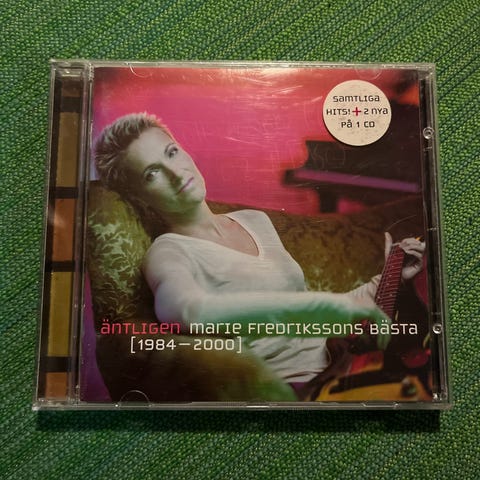 SAMTLIGA
HITS! + 2 NYA
PÅ 1 CD
äntligen marie fredrikssons bästa
[1984–2000]